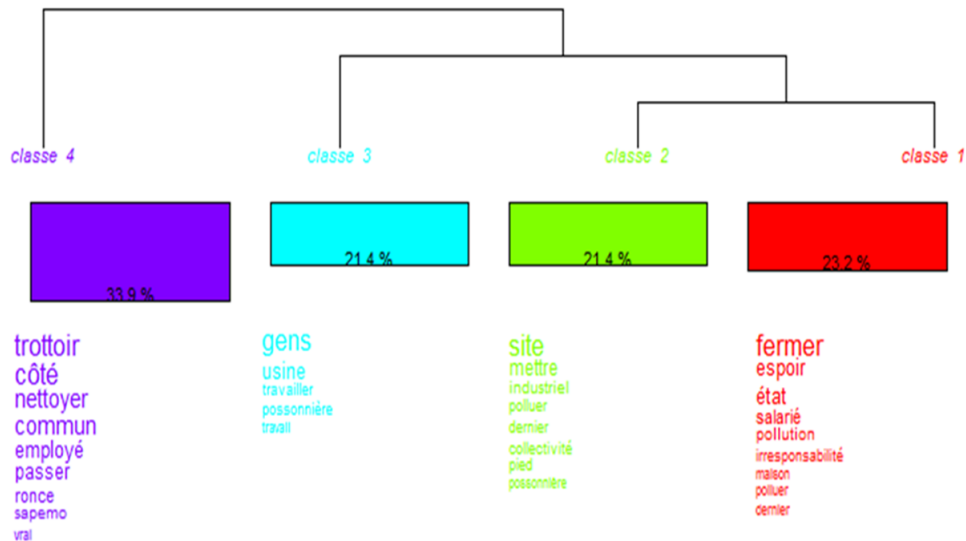 classe 4
classe 3
classe 2
classe 1
33.9 %
21.4 %
21.4 %
23.2 %
trottoir
côté
nettoyer
commun
employé
passer
ronce
sapemo
vrai
gens
usine
travailler
possonnière
travail
site
mettre
industriel
polluer
dernier
collectivité
pied
possonnière
fermer
espoir
état
salarié
pollution
irresponsabilité
maison
polluer
dernier